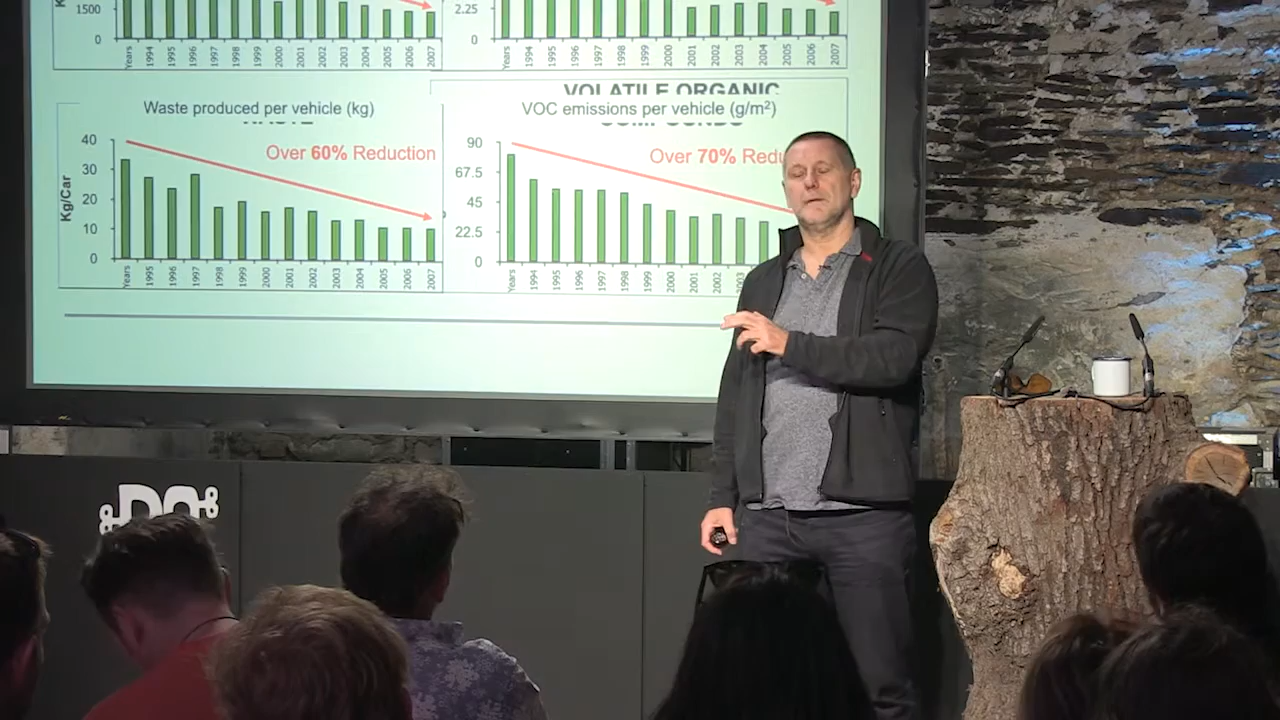 1500
0
Years 1994 1995 1996 1997 1998 1999 2000 2001 2002 2003 2004 2005 2006 2007
2.25
0
Years 1994 1995 1996 1997 1998 1999 2000 2001 2002 2003 2004 2005 2006 2007
Waste produced per vehicle (kg)
WASTE
Over 60% Reduction
Kg/Car
40
30
20
10
0
Years 1995 1996 1997 1998 1999 2000 2001 2002 2003 2004 2005 2006 2007
VOLATILE ORGANIC
VOC emissions per vehicle (g/m²)
COMPOUNDS
Over 70% Redu
90
67.5
45
22.5
0
Years 1994 1995 1996 1997 1998 1999 2000 2001 2002 2003
DO